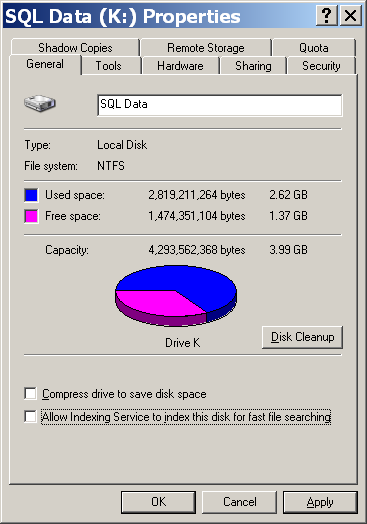 SQL Data (K:) Properties
Shadow Copies Remote Storage Quota
General Tools Hardware Sharing Security
SQL Data
Type: Local Disk
File system: NTFS
Used space: 2,819,211,264 bytes 2.62 GB
Free space: 1,474,351,104 bytes 1.37 GB
Capacity: 4,293,562,368 bytes 3.99 GB
Drive K
Disk Cleanup
Compress drive to save disk space
Allow Indexing Service to index this disk for fast file searching
OK Cancel Apply